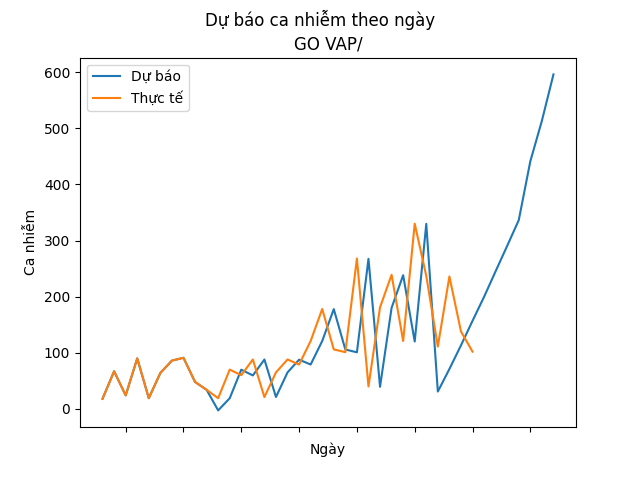 Dự báo ca nhiễm theo ngày
GO VAP/
Dự báo
Thực tế
600
500
400
300
200
100
0
Ca nhiễm
Ngày